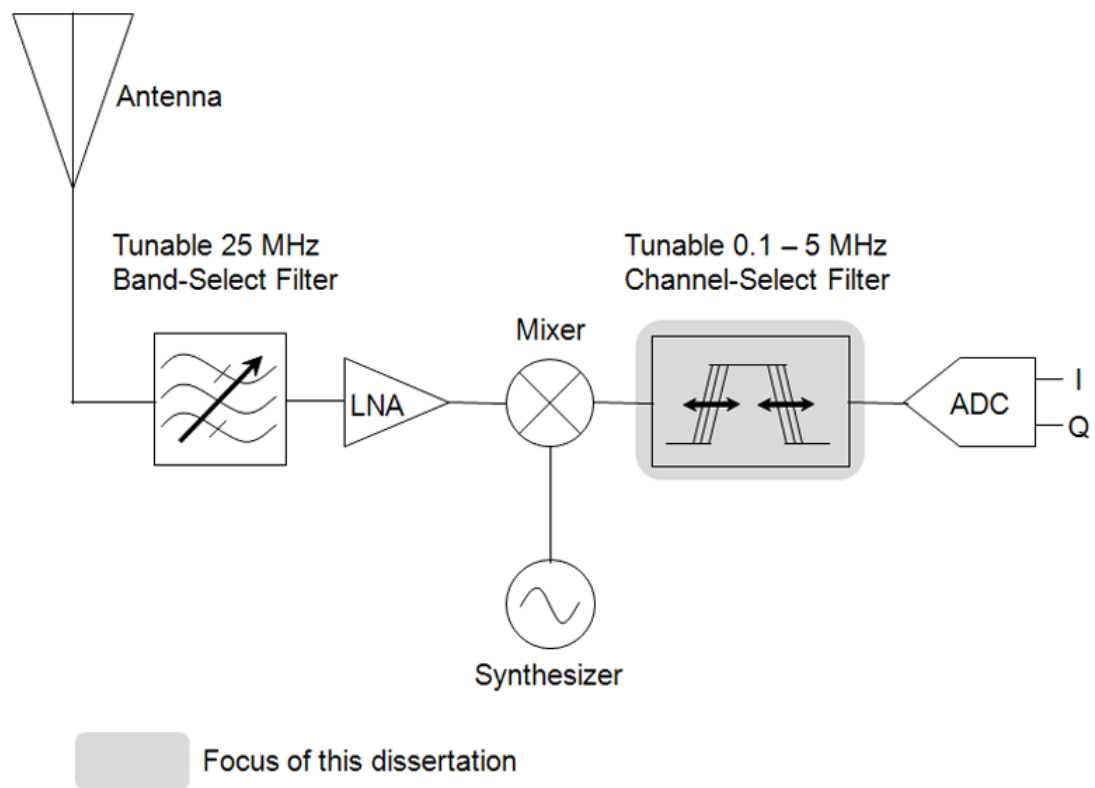 Antenna
Tunable 25 MHz
Band-Select Filter
Tunable 0.1 – 5 MHz
Channel-Select Filter
Mixer
LNA
ADC
I
Q
Synthesizer
Focus of this dissertation